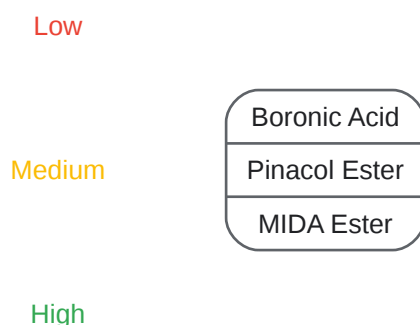 Low
Boronic Acid
Medium
Pinacol Ester
MIDA Ester
High